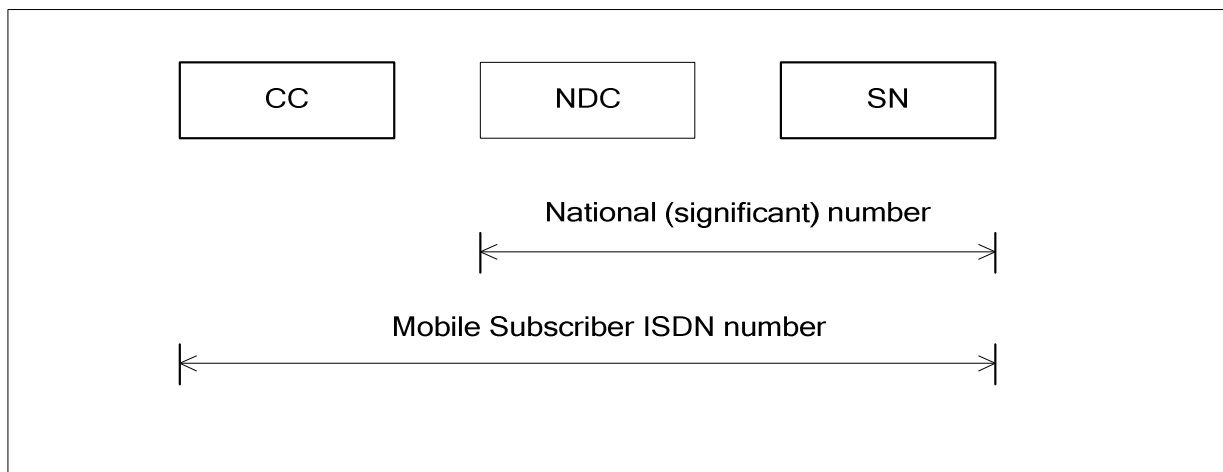 CC NDC SN
National (significant) number
Mobile Subscriber ISDN number